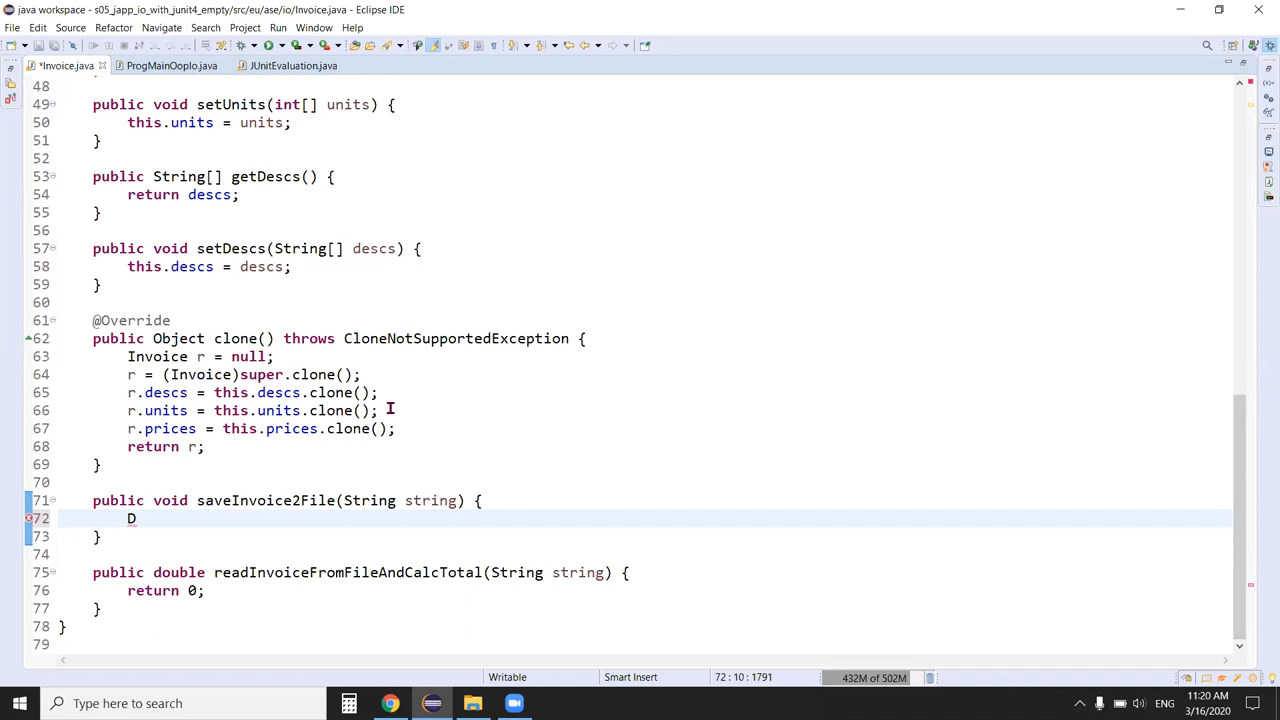 java workspace - s05_japp_io_with_junit4_empty/src/eu/ase/io/Invoice.java - Eclipse IDE
File Edit Source Refactor Navigate Search Project Run Window Help
*Invoice.java ProgMainOopIo.java JUnitEvaluation.java
48
49 public void setUnits(int[] units) {
50 this.units = units;
51 }
52
53 public String[] getDescs() {
54 return descs;
55 }
56
57 public void setDescs(String[] descs) {
58 this.descs = descs;
59 }
60
61 @Override
62 public Object clone() throws CloneNotSupportedException {
63 Invoice r = null;
64 r = (Invoice)super.clone();
65 r.descs = this.descs.clone();
66 r.units = this.units.clone();
67 r.prices = this.prices.clone();
68 return r;
69 }
70
71 public void saveInvoice2File(String string) {
72 D
73 }
74
75 public double readInvoiceFromFileAndCalcTotal(String string) {
76 return 0;
77 }
78 }
79
Writable Smart Insert 72 : 10 : 1791 432M of 502M
Type here to search ENG 11:20 AM
3/16/2020